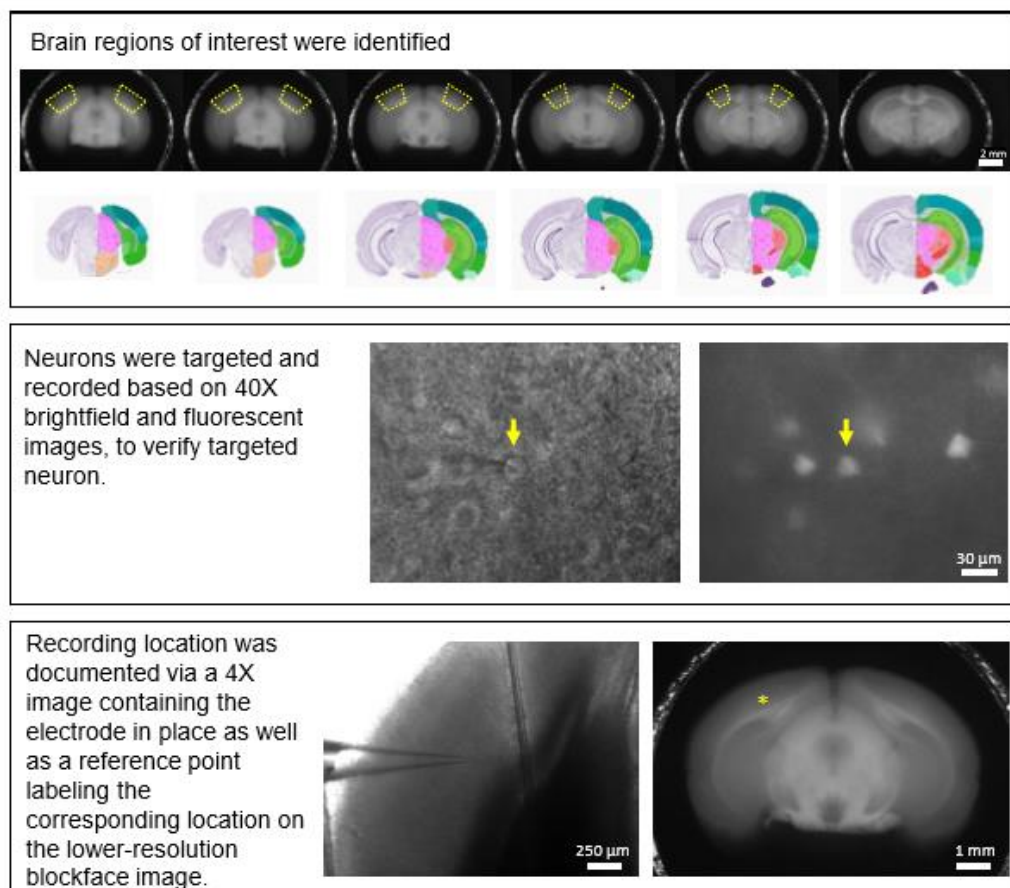 Brain regions of interest were identified
2 mm
Neurons were targeted and
recorded based on 40X
brightfield and fluorescent
images, to verify targeted
neuron.
30 µm
Recording location was
documented via a 4X
image containing the
electrode in place as well
as a reference point
labeling the
corresponding location on
the lower-resolution
blockface image.
250 µm
*
1 mm